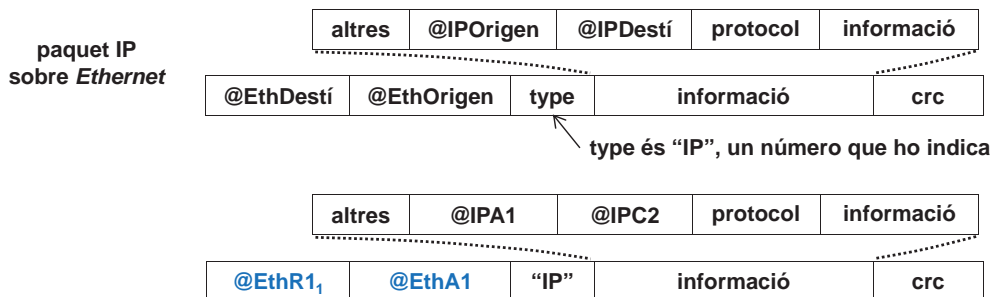 altres @IPOrigen @IPDestí protocol informació
paquet IP
sobre Ethernet
@EthDestí @EthOrigen type informació crc
type és “IP”, un número que ho indica
altres @IPA1 @IPC2 protocol informació
@EthR1₁ @EthA1 “IP” informació crc